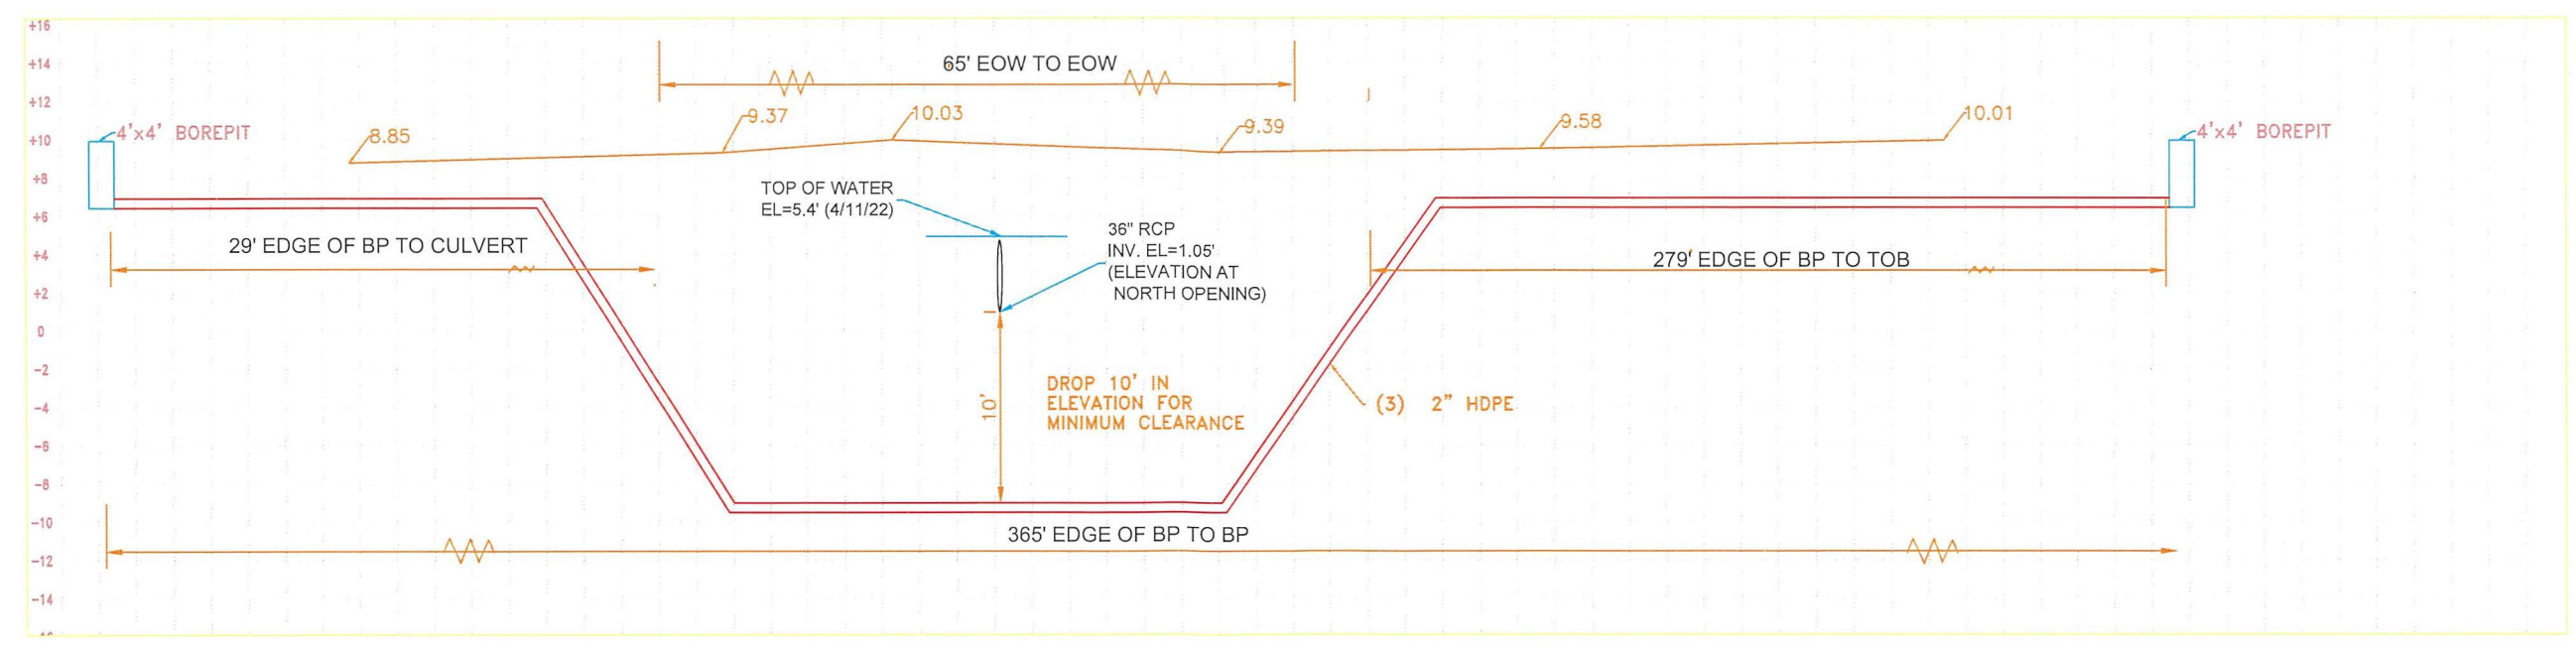 +16
+14
+12
+10
+8
+6
+4
+2
0
-2
-4
-6
-8
-10
-12
-14
65' EOW TO EOW
4'x4' BOREPIT
8.85
9.37
10.03
9.39
9.58
10.01
4'x4' BOREPIT
TOP OF WATER
EL=5.4' (4/11/22)
36" RCP
INV. EL=1.05'
(ELEVATION AT
NORTH OPENING)
29' EDGE OF BP TO CULVERT
279' EDGE OF BP TO TOB
10'
DROP 10' IN
ELEVATION FOR
MINIMUM CLEARANCE
(3) 2" HDPE
365' EDGE OF BP TO BP